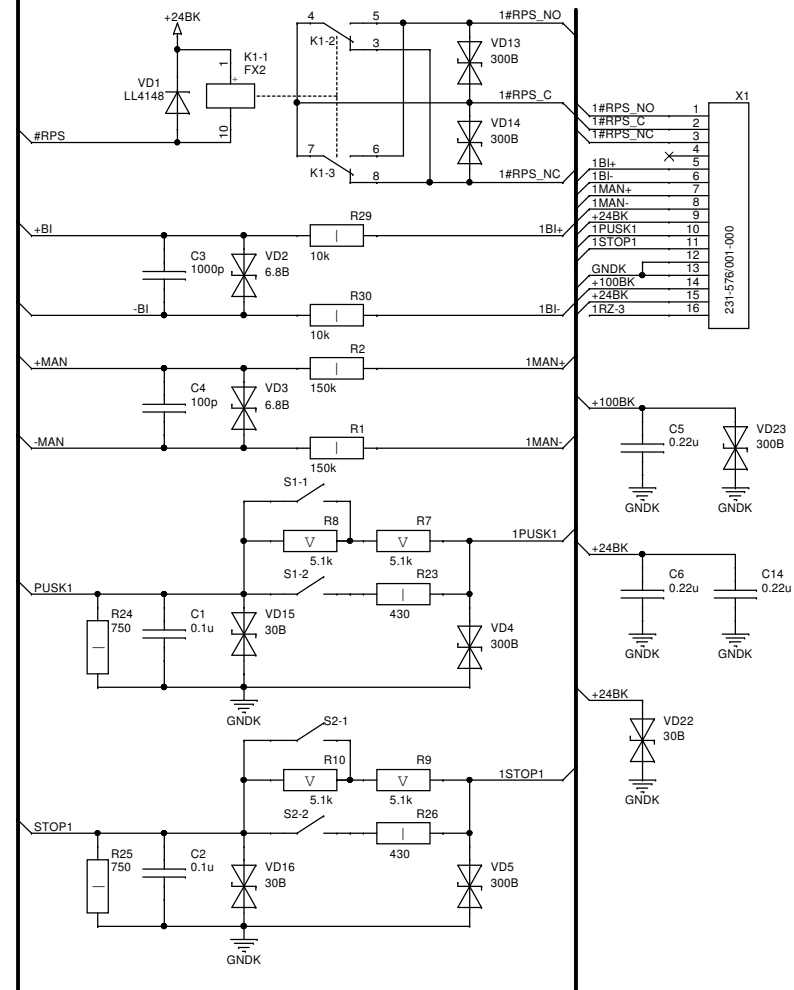 +24BK
4
5
1#RPS_NO
K1-2
3
VD13
300B
1
K1-1
FX2
VD1
LL4148
+
10
#RPS
1#RPS_C
VD14
300B
7
6
K1-3
8
1#RPS_NC
X1
1#RPS_NO 1
1#RPS_C 2
1#RPS_NC 3
4
1BI+ 5
1BI- 6
1MAN+ 7
1MAN- 8
+24BK 9
1PUSK1 10
1STOP1 11
12
GNDK 13
+100BK 14
+24BK 15
1RZ-3 16
231-576/001-000
R29
+BI
1BI+
10k
C3
1000p
VD2
6.8B
R30
-BI
1BI-
10k
R2
+MAN
1MAN+
150k
C4
100p
VD3
6.8B
R1
-MAN
1MAN-
150k
+100BK
C5
0.22u
VD23
300B
GNDK
GNDK
S1-1
R8
V
5.1k
R7
V
5.1k
1PUSK1
S1-2
R23
430
PUSK1
R24
750
C1
0.1u
VD15
30B
VD4
300B
GNDK
+24BK
C6
0.22u
C14
0.22u
GNDK
GNDK
+24BK
VD22
30B
GNDK
S2-1
R10
V
5.1k
R9
V
5.1k
1STOP1
S2-2
R26
430
STOP1
R25
750
C2
0.1u
VD16
30B
VD5
300B
GNDK